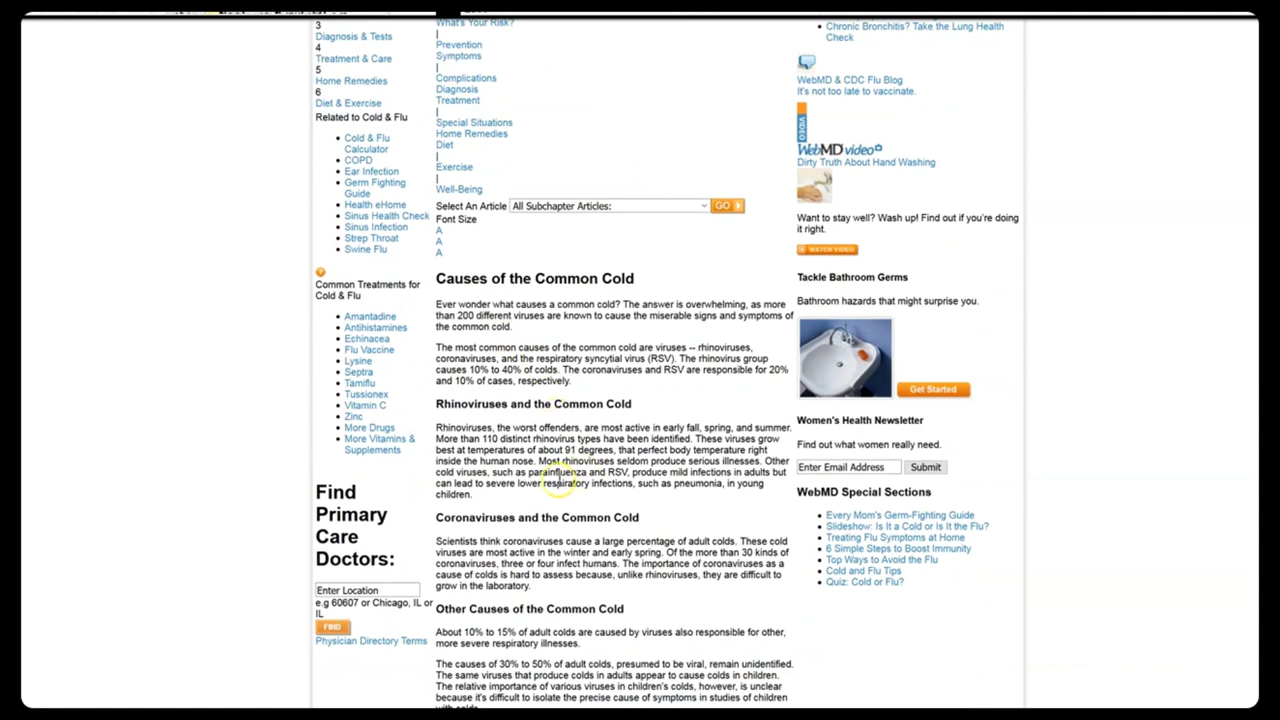 3
Diagnosis & Tests
4
Treatment & Care
5
Home Remedies
6
Diet & Exercise
Related to Cold & Flu
• Cold & Flu
Calculator
• COPD
• Ear Infection
• Germ Fighting
Guide
• Health eHome
• Sinus Health Check
• Sinus Infection
• Strep Throat
• Swine Flu
Common Treatments for
Cold & Flu
• Amantadine
• Antihistamines
• Echinacea
• Flu Vaccine
• Lysine
• Septra
• Tamiflu
• Tussionex
• Vitamin C
• Zinc
• More Drugs
• More Vitamins &
Supplements
Find
Primary
Care
Doctors:
Enter Location
e.g 60607 or Chicago, IL or
IL
FIND
Physician Directory Terms
What's Your Risk?
|
Prevention
Symptoms
|
Complications
Diagnosis
Treatment
|
Special Situations
Home Remedies
Diet
|
Exercise
|
Well-Being
Select An Article All Subchapter Articles: GO
Font Size
A
A
A
Causes of the Common Cold
Ever wonder what causes a common cold? The answer is overwhelming, as more
than 200 different viruses are known to cause the miserable signs and symptoms of
the common cold.
The most common causes of the common cold are viruses -- rhinoviruses,
coronaviruses, and the respiratory syncytial virus (RSV). The rhinovirus group
causes 10% to 40% of colds. The coronaviruses and RSV are responsible for 20%
and 10% of cases, respectively.
Rhinoviruses and the Common Cold
Rhinoviruses, the worst offenders, are most active in early fall, spring, and summer.
More than 110 distinct rhinovirus types have been identified. These viruses grow
best at temperatures of about 91 degrees, that perfect body temperature right
inside the human nose. Most rhinoviruses seldom produce serious illnesses. Other
cold viruses, such as parainfluenza and RSV, produce mild infections in adults but
can lead to severe lower respiratory infections, such as pneumonia, in young
children.
Coronaviruses and the Common Cold
Scientists think coronaviruses cause a large percentage of adult colds. These cold
viruses are most active in the winter and early spring. Of the more than 30 kinds of
coronaviruses, three or four infect humans. The importance of coronaviruses as a
cause of colds is hard to assess because, unlike rhinoviruses, they are difficult to
grow in the laboratory.
Other Causes of the Common Cold
About 10% to 15% of adult colds are caused by viruses also responsible for other,
more severe respiratory illnesses.
The causes of 30% to 50% of adult colds, presumed to be viral, remain unidentified.
The same viruses that produce colds in adults appear to cause colds in children.
The relative importance of various viruses in children's colds, however, is unclear
because it's difficult to isolate the precise cause of symptoms in studies of children
with colds.
• Chronic Bronchitis? Take the Lung Health
Check
WebMD & CDC Flu Blog
It's not too late to vaccinate.
VIDEO
WebMD video
Dirty Truth About Hand Washing
Want to stay well? Wash up! Find out if you're doing
it right.
WATCH VIDEO
Tackle Bathroom Germs
Bathroom hazards that might surprise you.
Get Started
Women's Health Newsletter
Find out what women really need.
Enter Email Address Submit
WebMD Special Sections
• Every Mom's Germ-Fighting Guide
• Slideshow: Is It a Cold or Is It the Flu?
• Treating Flu Symptoms at Home
• 6 Simple Steps to Boost Immunity
• Top Ways to Avoid the Flu
• Cold and Flu Tips
• Quiz: Cold or Flu?